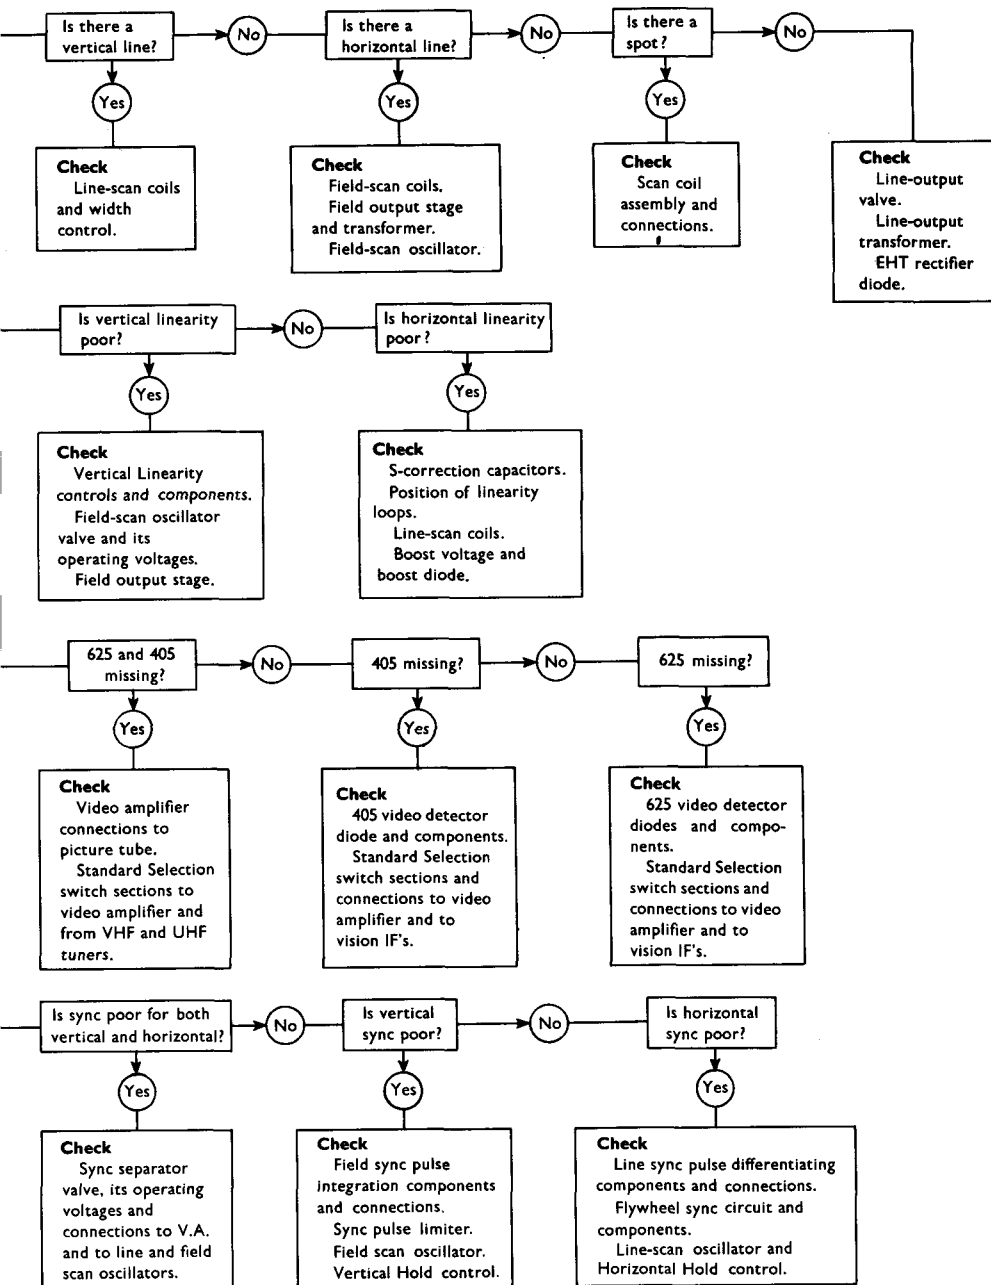 Is there a
vertical line?
No
Is there a
horizontal line?
No
Is there a
spot?
No
Yes
Yes
Yes
Check
Line-scan coils
and width
control.
Check
Field-scan coils.
Field output stage
and transformer.
Field-scan oscillator.
Check
Scan coil
assembly and
connections.
Check
Line-output
valve.
Line-output
transformer.
EHT rectifier
diode.
Is vertical linearity
poor?
No
Is horizontal linearity
poor?
Yes
Yes
Check
Vertical Linearity
controls and components.
Field-scan oscillator
valve and its
operating voltages.
Field output stage.
Check
S-correction capacitors.
Position of linearity
loops.
Line-scan coils.
Boost voltage and
boost diode.
625 and 405
missing?
No
405 missing?
No
625 missing?
Yes
Yes
Yes
Check
Video amplifier
connections to
picture tube.
Standard Selection
switch sections to
video amplifier and
from VHF and UHF
tuners.
Check
405 video detector
diode and components.
Standard Selection
switch sections and
connections to video
amplifier and to
vision IF's.
Check
625 video detector
diodes and compo-
nents.
Standard Selection
switch sections and
connections to video
amplifier and to
vision IF's.
Is sync poor for both
vertical and horizontal?
No
Is vertical
sync poor?
No
Is horizontal
sync poor?
Yes
Yes
Yes
Check
Sync separator
valve, its operating
voltages and
connections to V.A.
and to line and field
scan oscillators.
Check
Field sync pulse
integration components
and connections.
Sync pulse limiter.
Field scan oscillator.
Vertical Hold control.
Check
Line sync pulse differentiating
components and connections.
Flywheel sync circuit and
components.
Line-scan oscillator and
Horizontal Hold control.